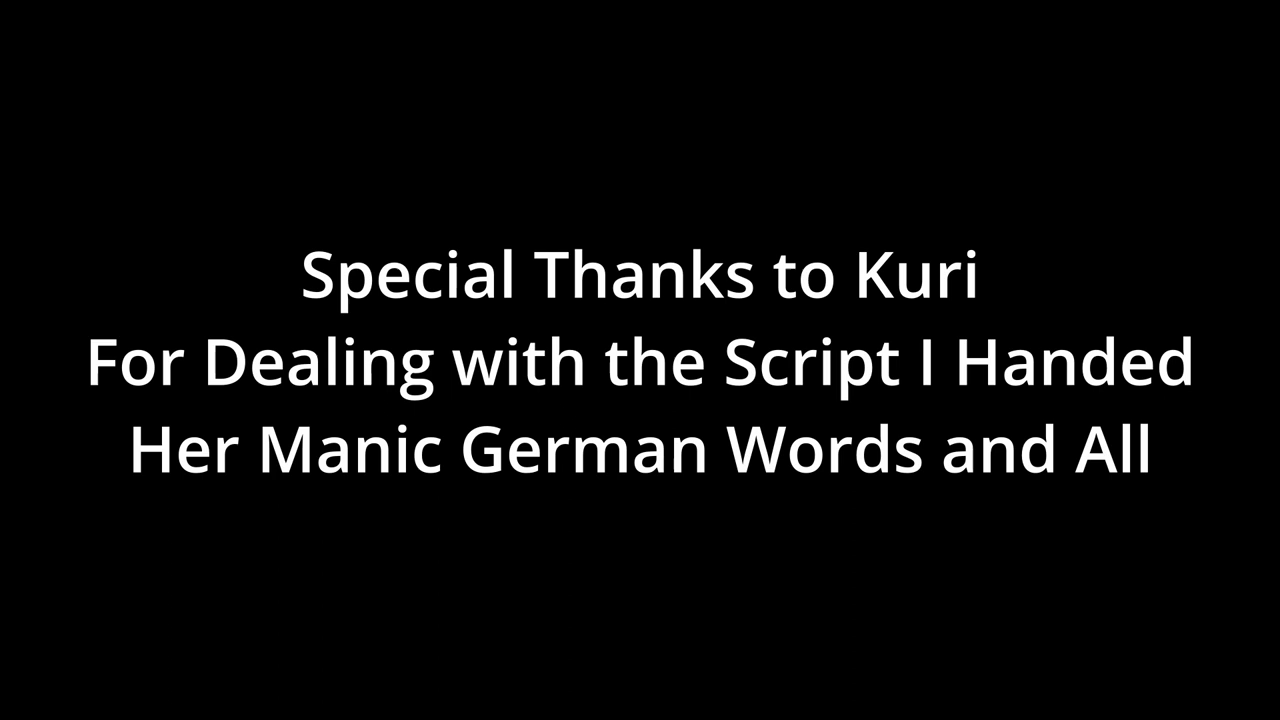 Special Thanks to Kuri
For Dealing with the Script I Handed
Her Manic German Words and All